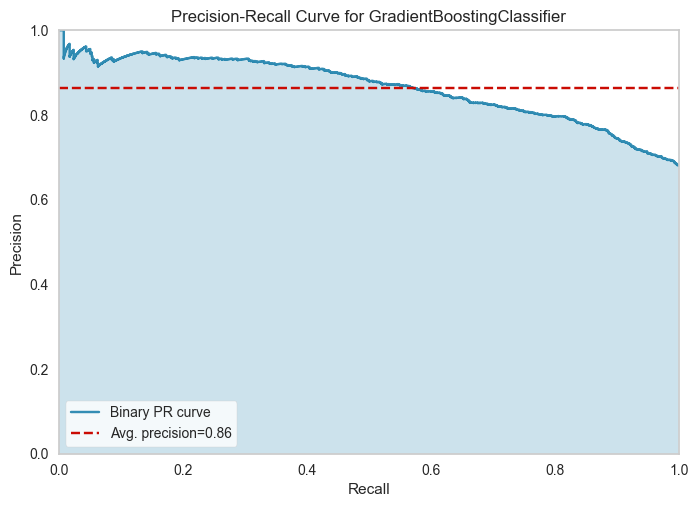 Precision-Recall Curve for GradientBoostingClassifier
1.0
0.8
0.6
0.4
0.2
0.0
Precision
Binary PR curve
Avg. precision=0.86
0.0 0.2 0.4 0.6 0.8 1.0
Recall